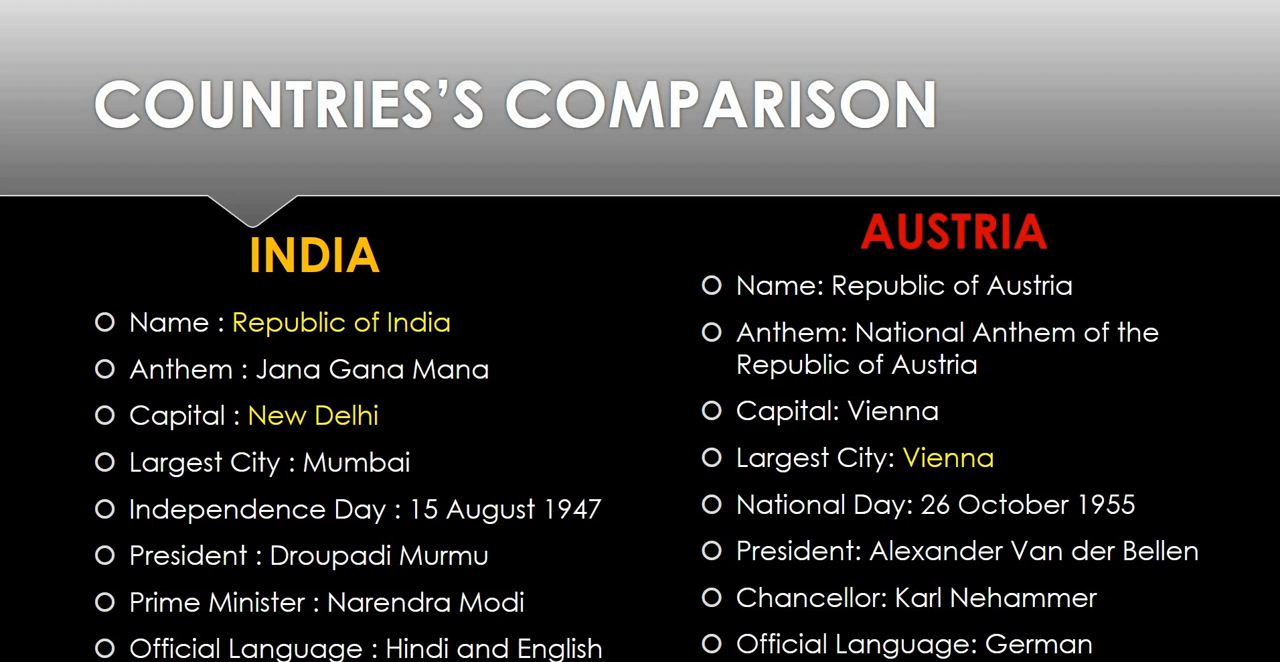 COUNTRIES’S COMPARISON
INDIA
Name : Republic of India
Anthem : Jana Gana Mana
Capital : New Delhi
Largest City : Mumbai
Independence Day : 15 August 1947
President : Droupadi Murmu
Prime Minister : Narendra Modi
Official Language : Hindi and English
AUSTRIA
Name: Republic of Austria
Anthem: National Anthem of the
Republic of Austria
Capital: Vienna
Largest City: Vienna
National Day: 26 October 1955
President: Alexander Van der Bellen
Chancellor: Karl Nehammer
Official Language: German